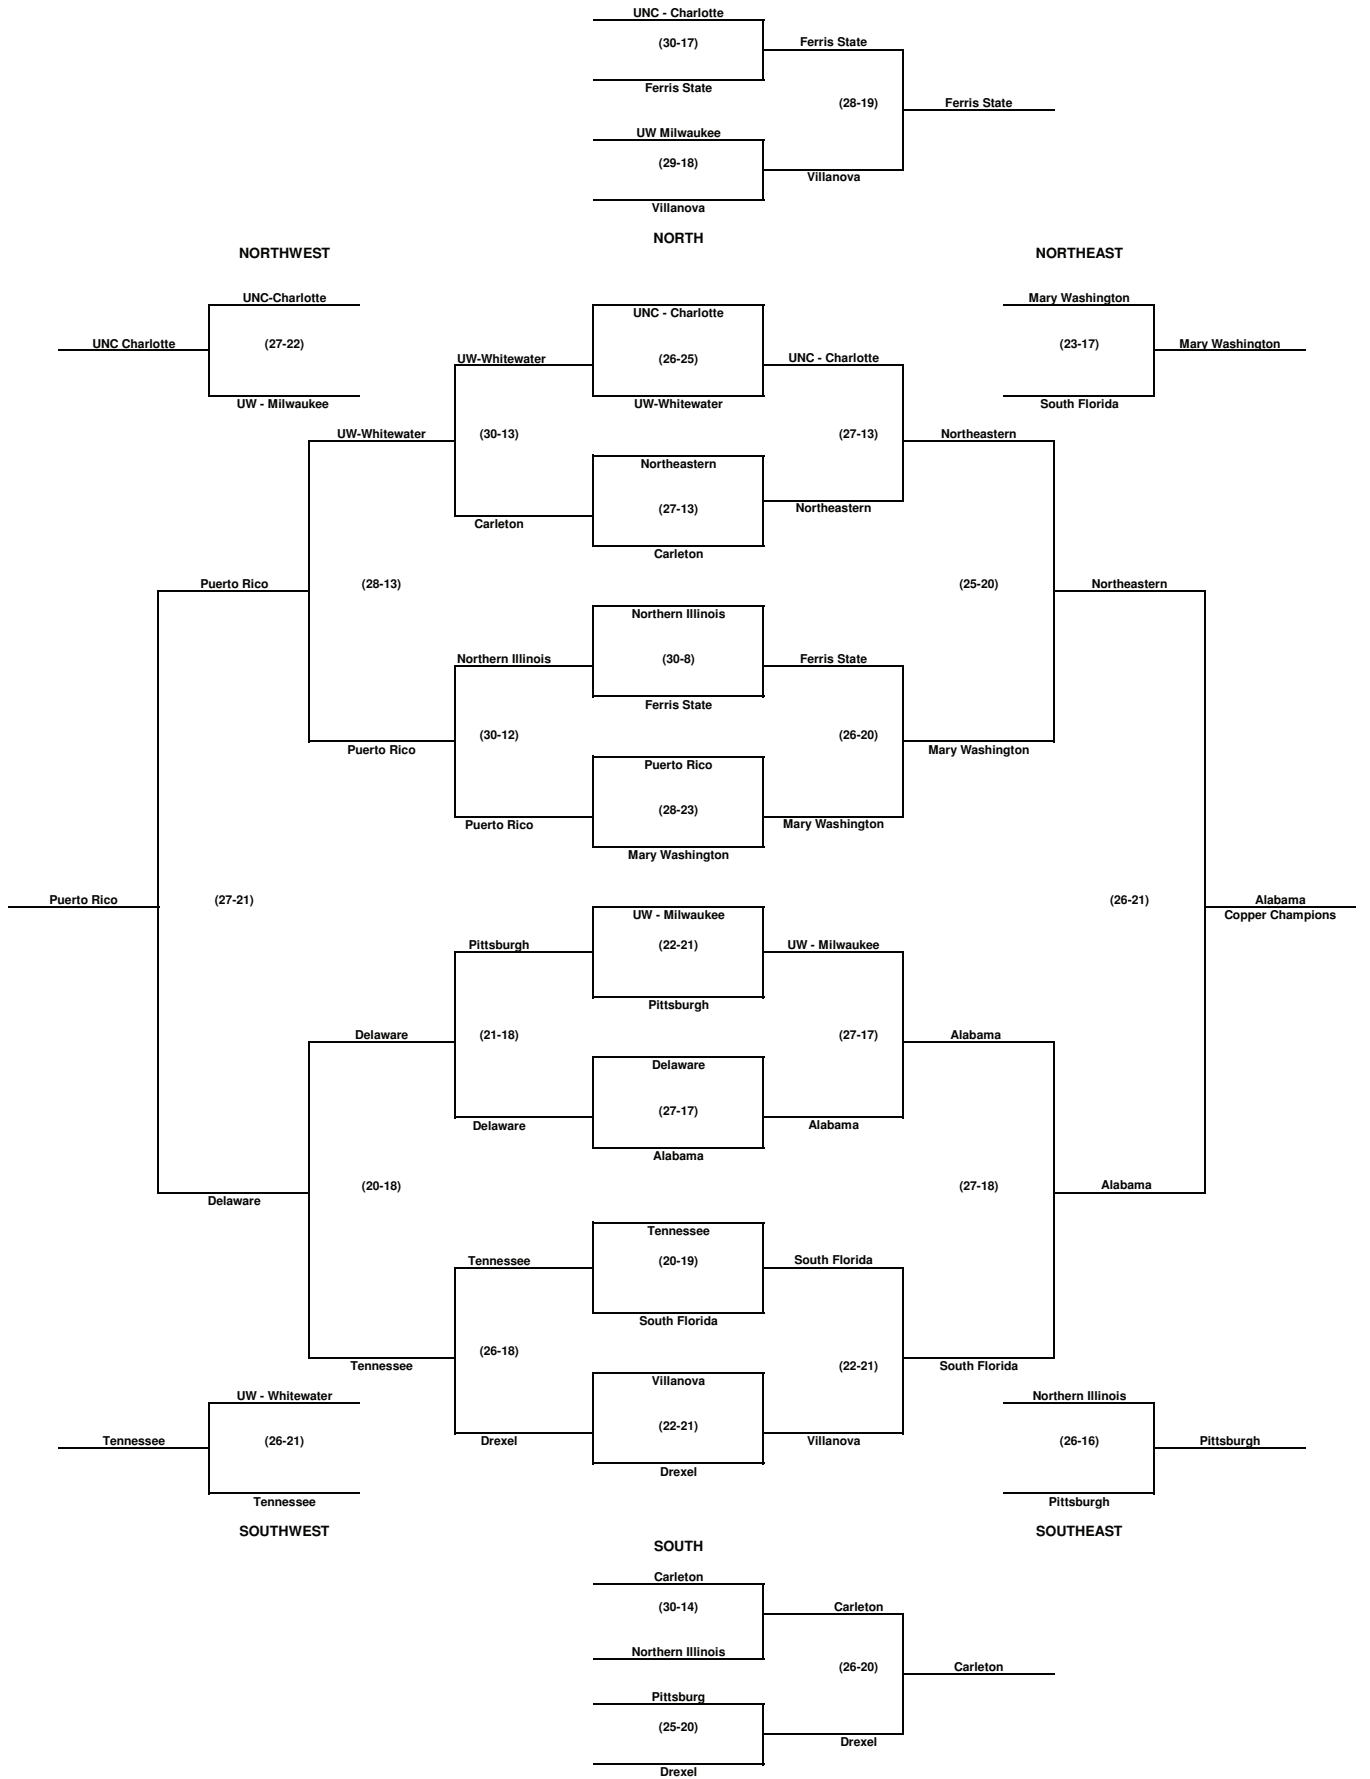 UNC - Charlotte
(30-17)
Ferris State
Ferris State
(28-19)
Ferris State
UW Milwaukee
(29-18)
Villanova
Villanova
NORTH
NORTHWEST
NORTHEAST
UNC-Charlotte
UNC - Charlotte
Mary Washington
UNC Charlotte
(27-22)
UW-Whitewater
(26-25)
UNC - Charlotte
(23-17)
Mary Washington
UW - Milwaukee
UW-Whitewater
South Florida
UW-Whitewater
(30-13)
(27-13)
Northeastern
Northeastern
(27-13)
Northeastern
Carleton
Carleton
Puerto Rico
(28-13)
(25-20)
Northeastern
Northern Illinois
Northern Illinois
(30-8)
Ferris State
Ferris State
Puerto Rico
(30-12)
(26-20)
Mary Washington
Puerto Rico
(28-23)
Puerto Rico
Mary Washington
Mary Washington
Puerto Rico
(27-21)
(26-21)
Alabama
Copper Champions
UW - Milwaukee
Pittsburgh
(22-21)
UW - Milwaukee
Pittsburgh
Delaware
(21-18)
(27-17)
Alabama
Delaware
(27-17)
Delaware
Alabama
Alabama
Delaware
(20-18)
(27-18)
Alabama
Tennessee
Tennessee
(20-19)
South Florida
South Florida
Tennessee
(26-18)
(22-21)
South Florida
Villanova
UW - Whitewater
Northern Illinois
Tennessee
(26-21)
Drexel
(22-21)
Villanova
(26-16)
Pittsburgh
Drexel
Tennessee
Pittsburgh
SOUTHWEST
SOUTHEAST
SOUTH
Carleton
(30-14)
Carleton
Northern Illinois
(26-20)
Carleton
Pittsburg
(25-20)
Drexel
Drexel